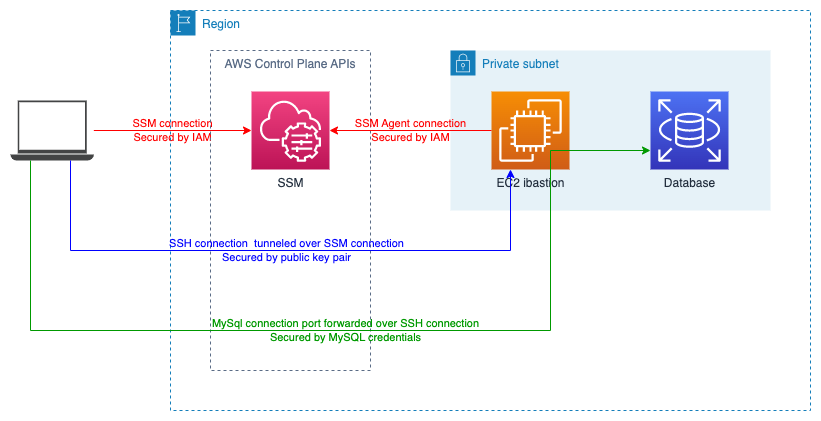 Region
AWS Control Plane APIs
Private subnet
SSM connection
Secured by IAM
SSM Agent connection
Secured by IAM
SSM
EC2 ibastion
Database
SSH connection  tunneled over SSM connection
Secured by public key pair
MySql connection port forwarded over SSH connection
Secured by MySQL credentials